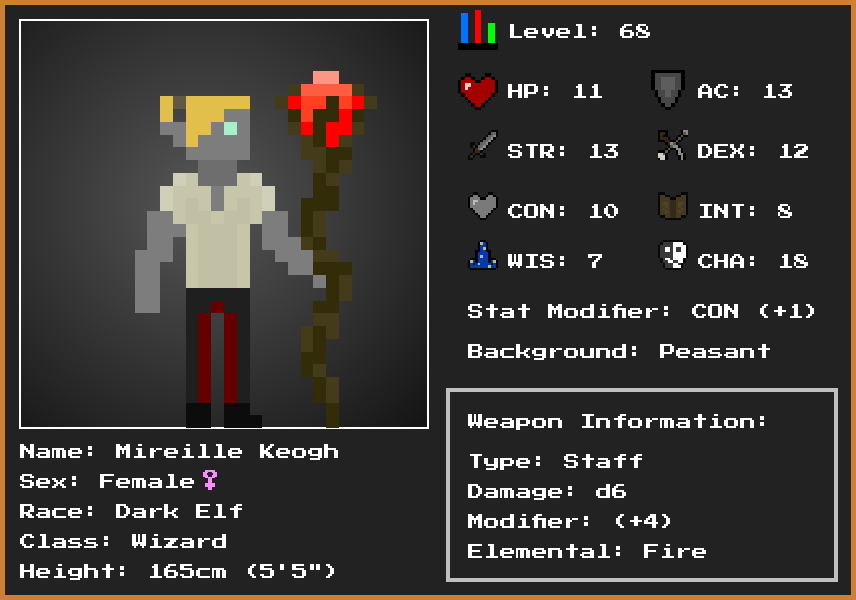 Level: 68
HP: 11 AC: 13
STR: 13 DEX: 12
CON: 10 INT: 8
WIS: 7 CHA: 18
Stat Modifier: CON (+1)
Background: Peasant
Weapon Information:
Type: Staff
Damage: d6
Modifier: (+4)
Elemental: Fire
Name: Mireille Keogh
Sex: Female♀
Race: Dark Elf
Class: Wizard
Height: 165cm (5'5")